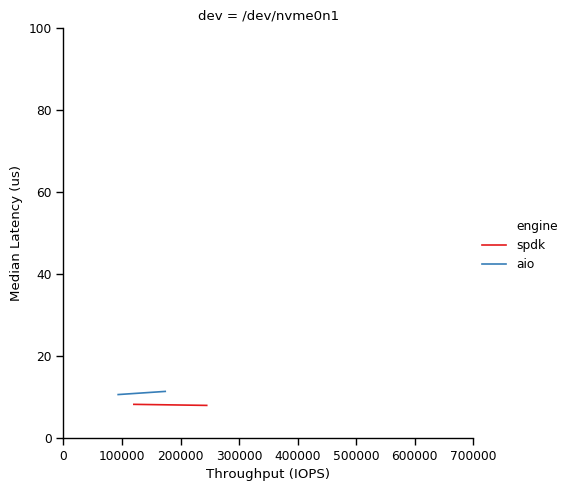 dev = /dev/nvme0n1
100
80
60
40
20
0
Median Latency (us)
0 100000 200000 300000 400000 500000 600000 700000
Throughput (IOPS)
engine
spdk
aio